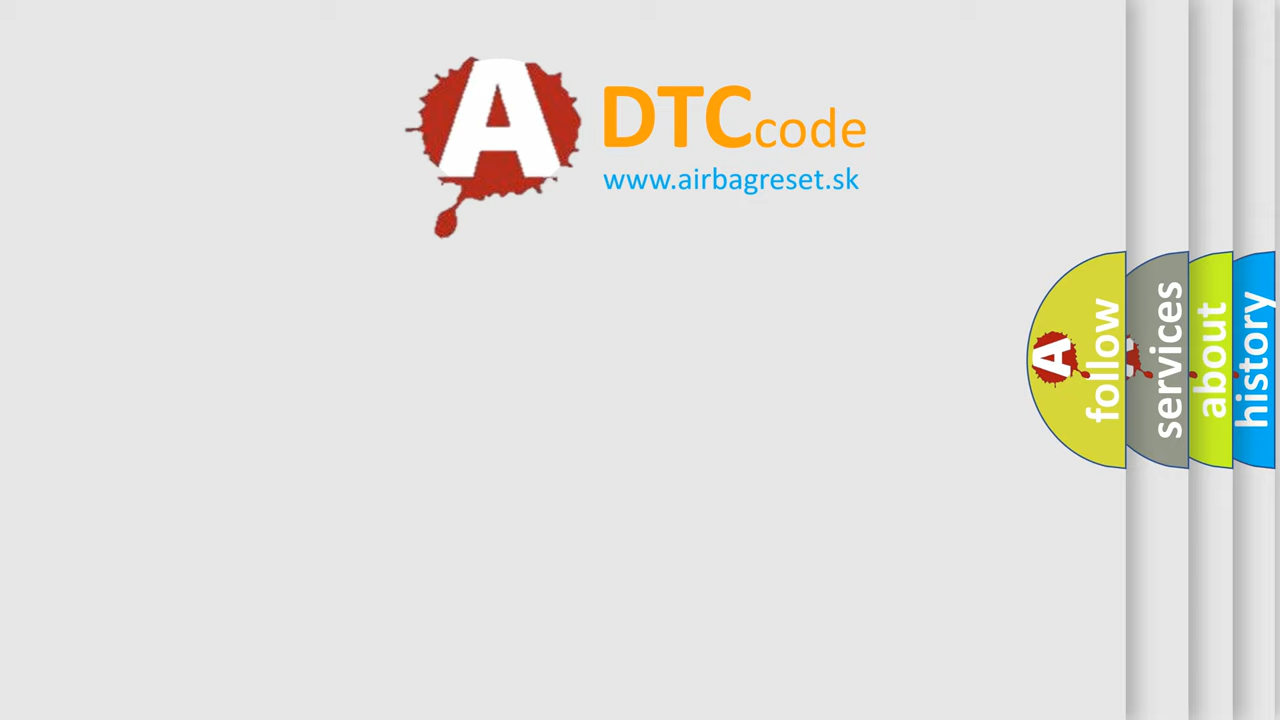 A
DTCcode
www.airbagreset.sk
A
follow
services
about
history